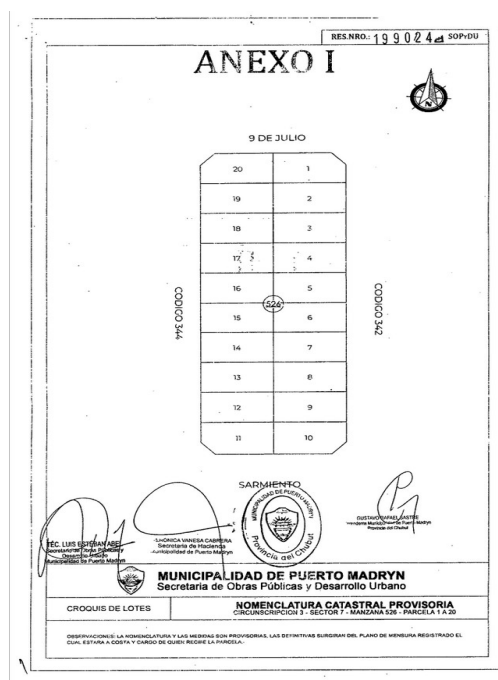 RES.NRO.: 199024 SOPyDU
ANEXO I
N
9 DE JULIO
20 1
19 2
18 3
17 4
16 5
526
15 6
14 7
13 8
12 9
11 10
CODIGO 344
CODIGO 342
SARMIENTO
MUNICIPALIDAD DE PUERTO MADRYN
Provincia del Chubut
TÉC. LUIS ESTEBAN ABEL
Secretario de Obras Públicas y
Desarrollo Urbano
Municipalidad de Puerto Madryn
VANESA CABRERA
Secretaria de Hacienda
Municipalidad de Puerto Madryn
GUSTAVO RAFAEL SASTRE
Intendente Municipal de Puerto Madryn
Provincia del Chubut
MUNICIPALIDAD DE PUERTO MADRYN
Secretaria de Obras Públicas y Desarrollo Urbano
CROQUIS DE LOTES
NOMENCLATURA CATASTRAL PROVISORIA
CIRCUNSCRIPCION 3 - SECTOR 7 - MANZANA 526 - PARCELA 1 A 20
OBSERVACIONES: LA NOMENCLATURA Y LAS MEDIDAS SON PROVISORIAS, LAS DEFINITIVAS SURGIRAN DEL PLANO DE MENSURA REGISTRADO EL
CUAL ESTARA A COSTA Y CARGO DE QUIEN RECIBE LA PARCELA.-